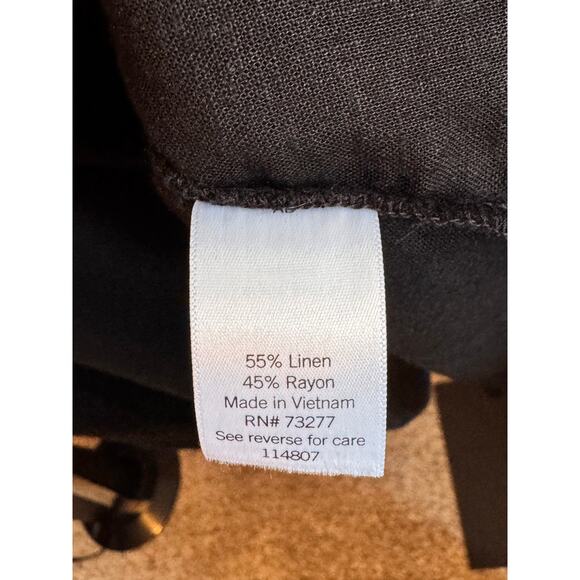 55% Linen
45% Rayon
Made in Vietnam
RN# 73277
See reverse for care
114807